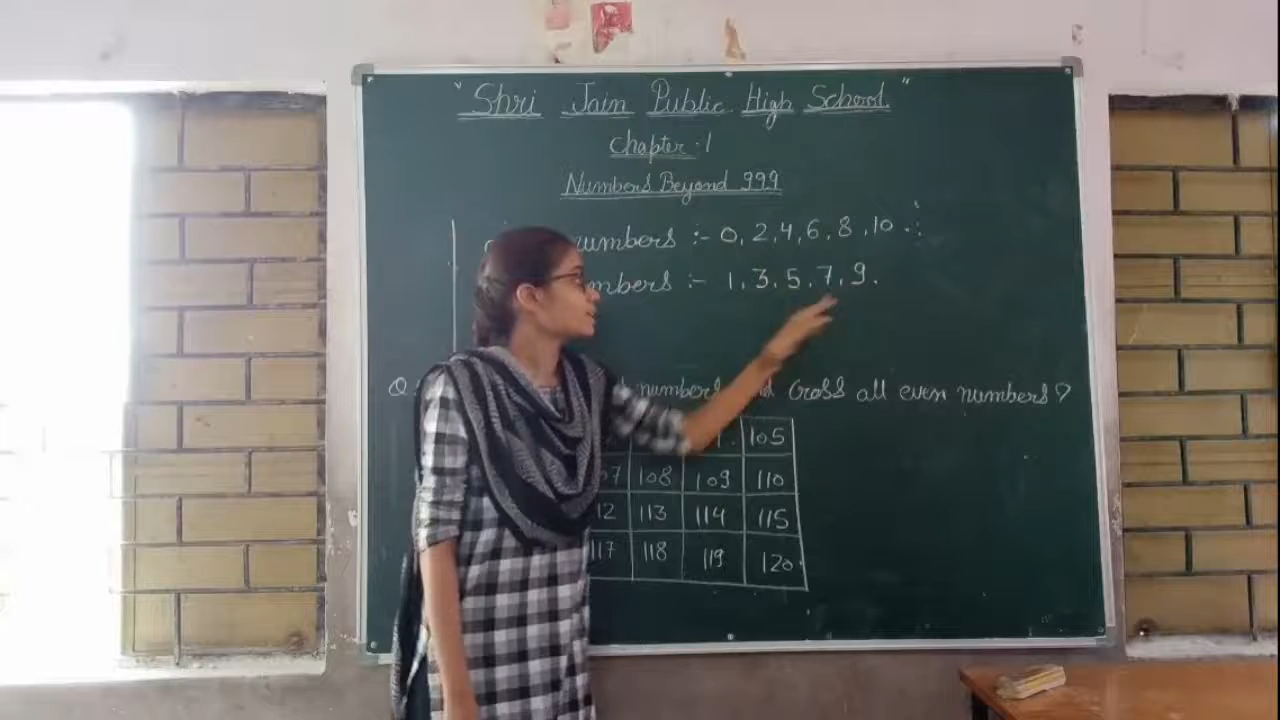 "Shri Jain Public High School"
Chapter :1
Numbers Beyond 999
numbers :- 0, 2, 4, 6, 8, 10 .
mbers :- 1, 3, 5, 7, 9.
Q: numbers Cross all even numbers ?
105
07 108 109 110
12 113 114 115
117 118 119 120